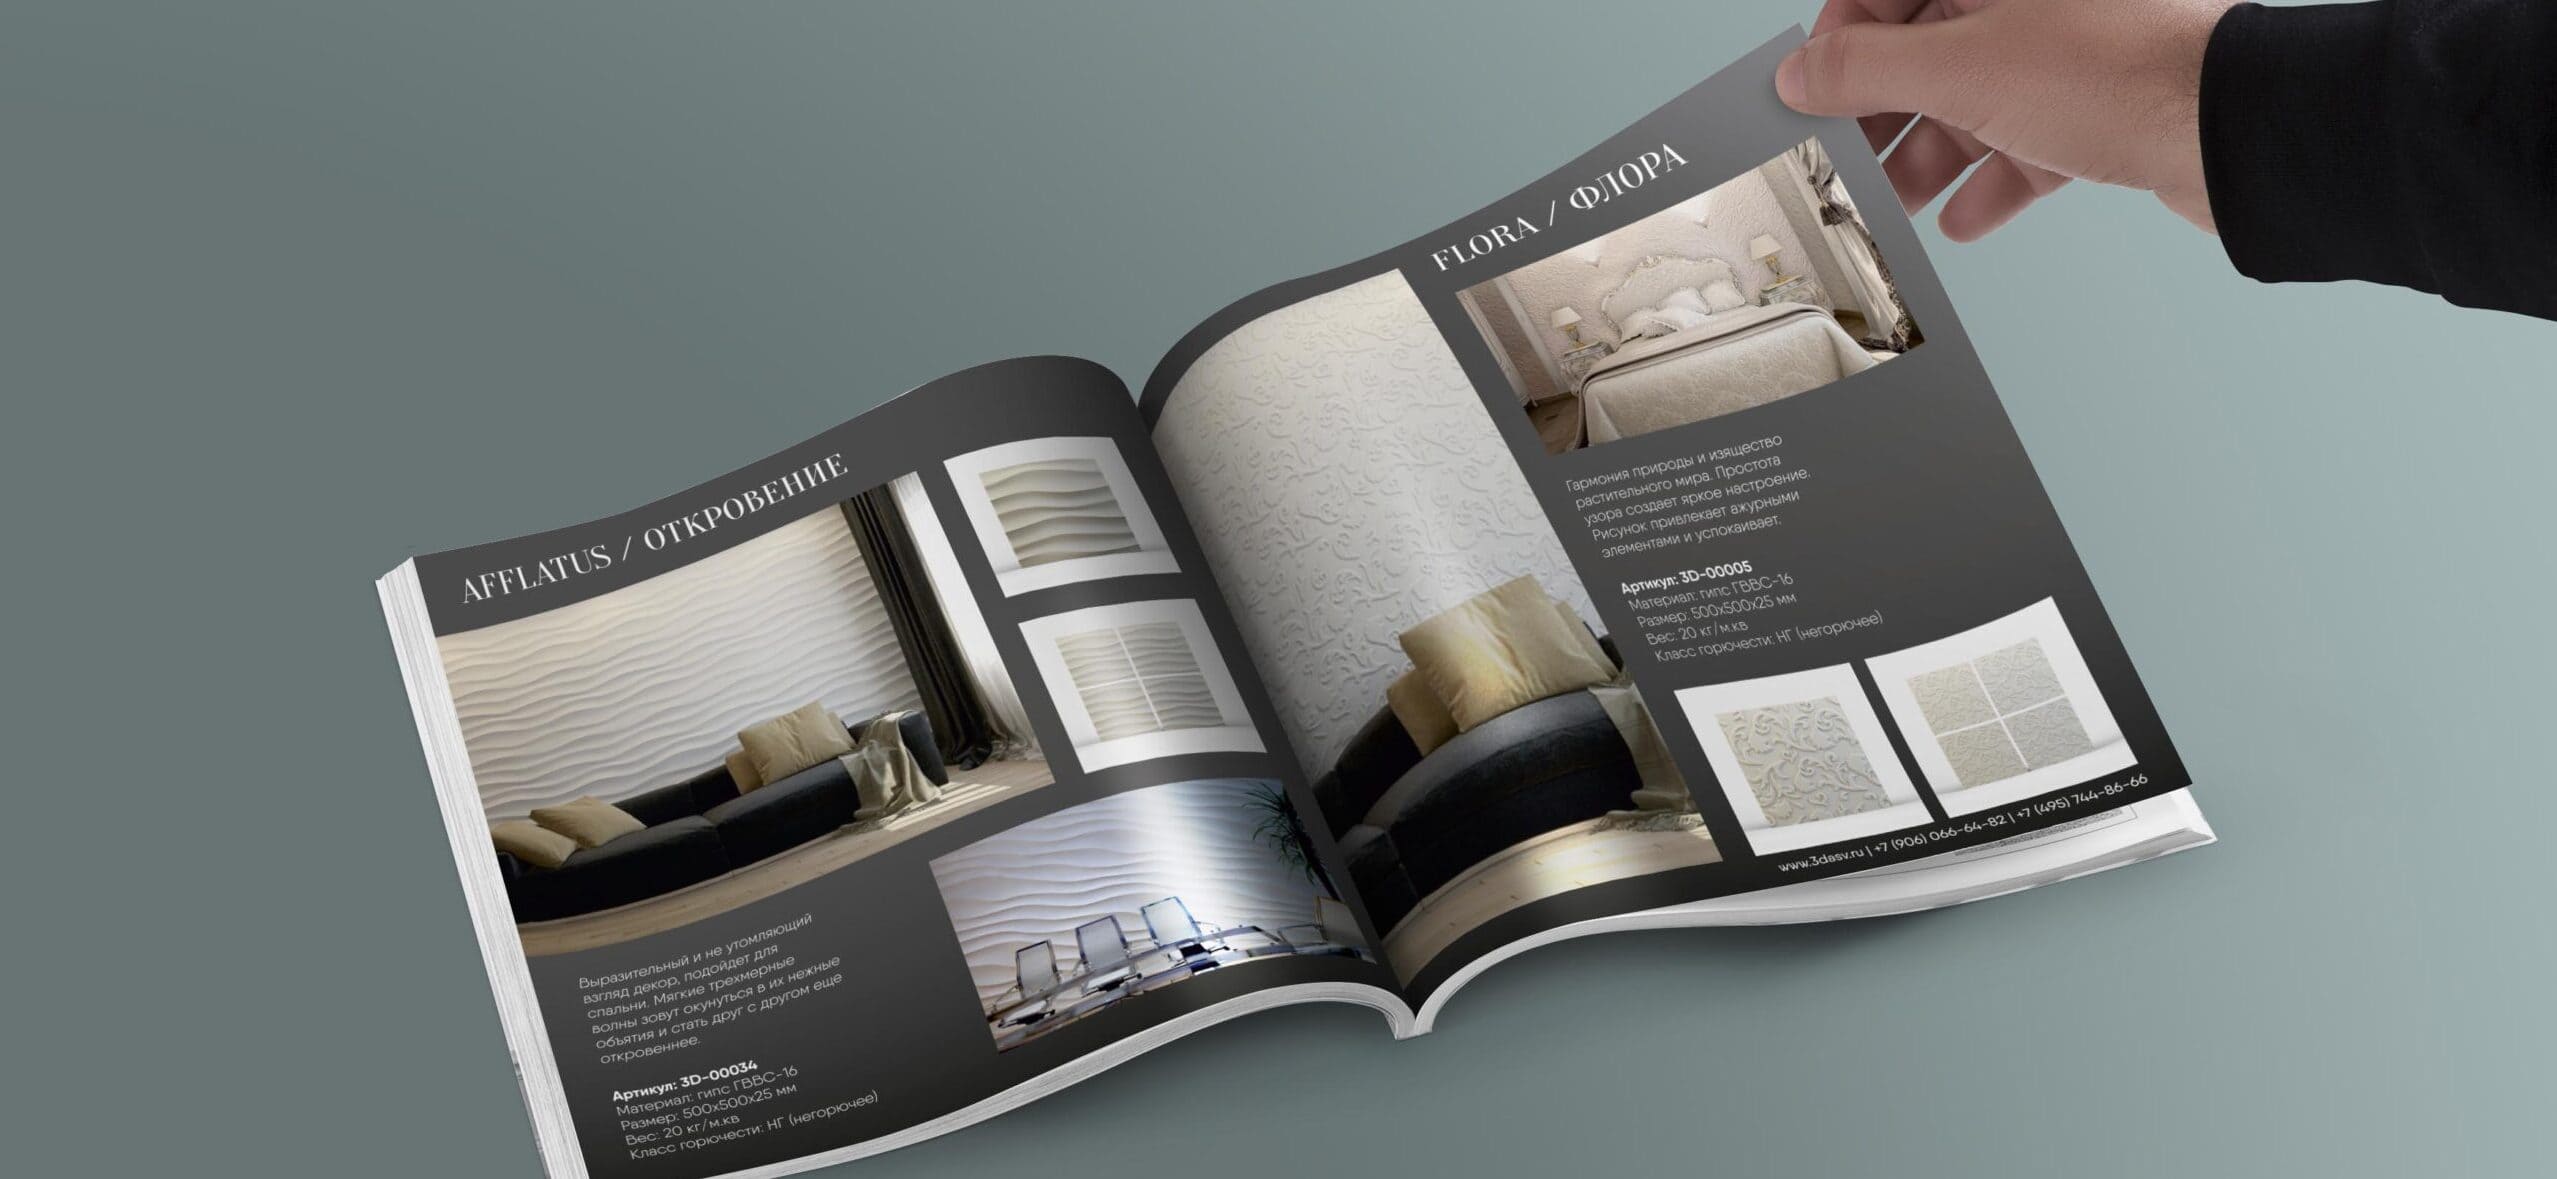 AFFLATUS / ОТКРОВЕНИЕ
Выразительный и не утомляющий
взгляд декор, подойдет для
спальни. Мягкие трехмерные
волны зовут окунуться в их нежные
объятия и стать друг с другом еще
откровеннее.
Артикул: 3D-00034
Материал: гипс ГВВС-16
Размер: 500x500x25 мм
Вес: 20 кг/м.кв
Класс горючести: НГ (негорючее)
FLORA / ФЛОРА
Гармония природы и изящество
растительного мира. Простота
узора создает яркое настроение.
Рисунок привлекает ажурными
элементами и успокаивает.
Артикул: 3D-00005
Материал: гипс ГВВС-16
Размер: 500x500x25 мм
Вес: 20 кг/м.кв
Класс горючести: НГ (негорючее)
www.3dasv.ru | +7 (906) 066-64-82 | +7 (495) 744-86-66